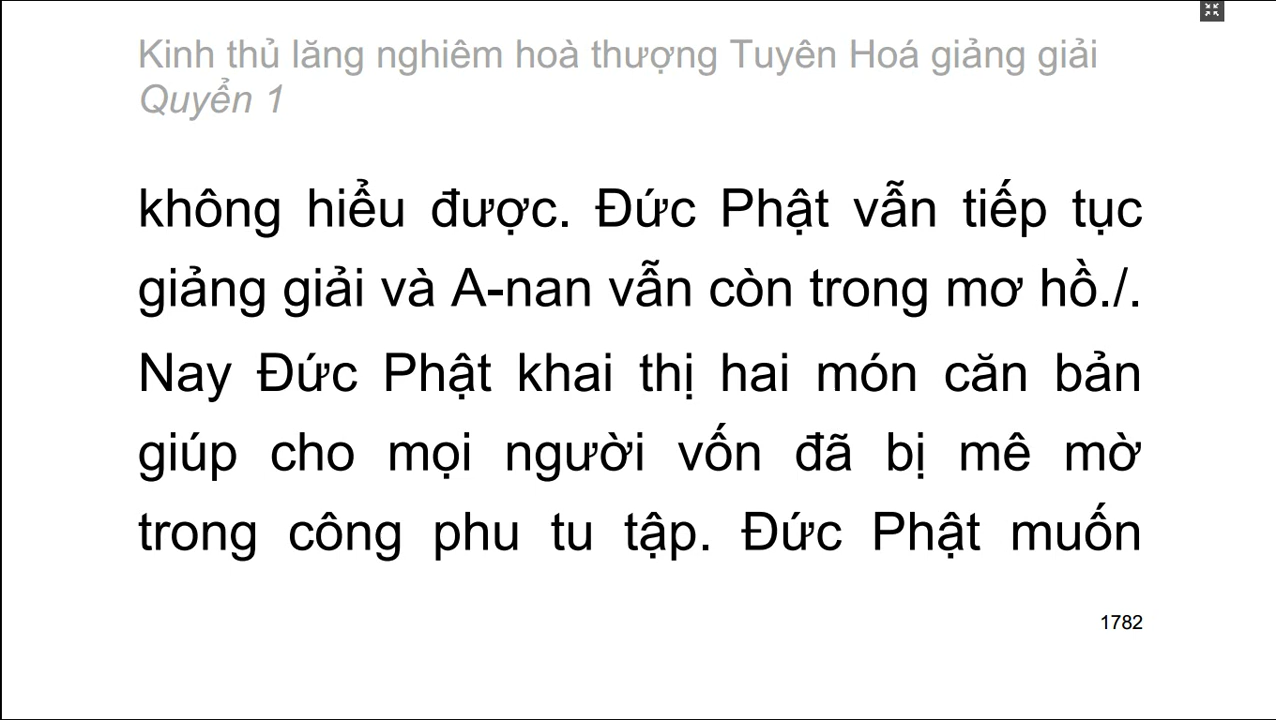 Kinh thủ lăng nghiêm hoà thượng Tuyên Hoá giảng giải
Quyển 1
không hiểu được. Đức Phật vẫn tiếp tục
giảng giải và A-nan vẫn còn trong mơ hồ./.
Nay Đức Phật khai thị hai món căn bản
giúp cho mọi người vốn đã bị mê mờ
trong công phu tu tập. Đức Phật muốn
1782